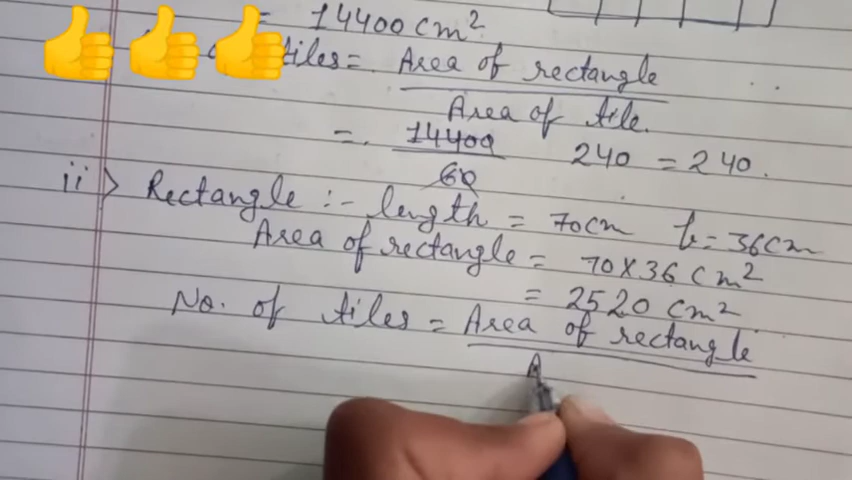 = 14400 cm²
tiles = Area of rectangle
Area of tile.
= 14400 240 = 240.
60
ii> Rectangle :- length = 70cm b = 36cm
Area of rectangle = 70 x 36 cm²
= 2520 cm²
No. of tiles = Area of rectangle
A